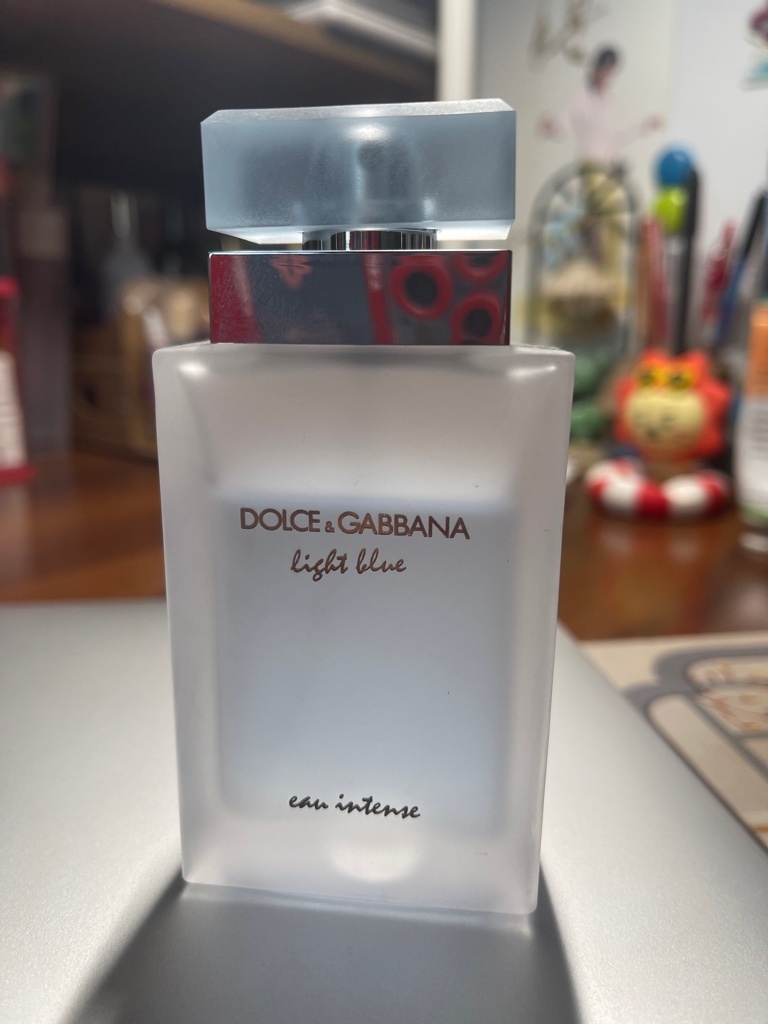 DOLCE & GABBANA
light blue
eau intense